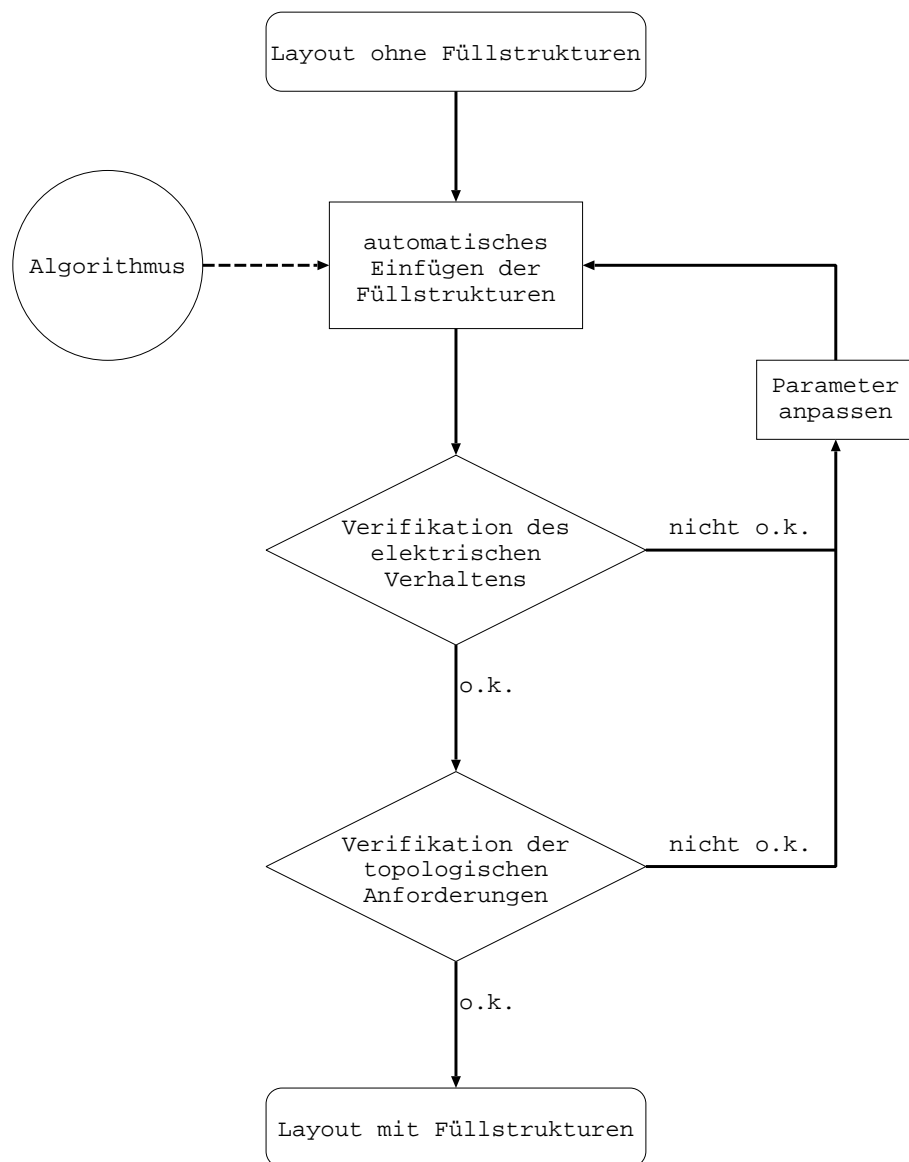 Layout ohne Füllstrukturen
automatisches
Einfügen der
Füllstrukturen
Algorithmus
Parameter
anpassen
Verifikation des
elektrischen
Verhaltens
nicht o.k.
o.k.
Verifikation der
topologischen
Anforderungen
nicht o.k.
o.k.
Layout mit Füllstrukturen